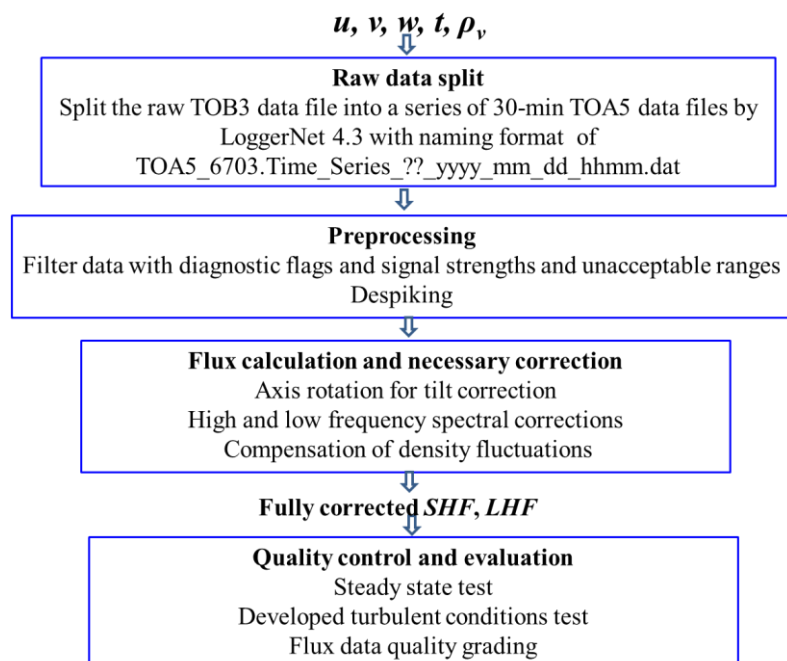 u, v, w, t, ρv
Raw data split
Split the raw TOB3 data file into a series of 30-min TOA5 data files by
LoggerNet 4.3 with naming format of
TOA5_6703.Time_Series_??_yyyy_mm_dd_hhmm.dat
Preprocessing
Filter data with diagnostic flags and signal strengths and unacceptable ranges
Despiking
Flux calculation and necessary correction
Axis rotation for tilt correction
High and low frequency spectral corrections
Compensation of density fluctuations
Fully corrected SHF, LHF
Quality control and evaluation
Steady state test
Developed turbulent conditions test
Flux data quality grading